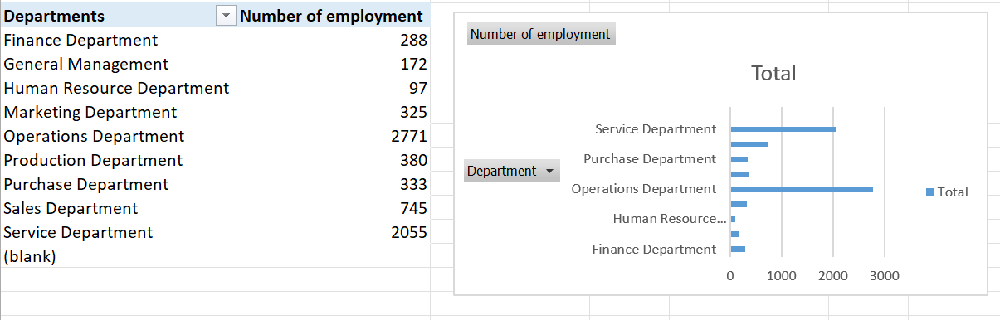 Departments Number of employment
Finance Department 288
General Management 172
Human Resource Department 97
Marketing Department 325
Operations Department 2771
Production Department 380
Purchase Department 333
Sales Department 745
Service Department 2055
(blank)
Number of employment
Total
Service Department
Purchase Department
Department
Operations Department
Total
Human Resource...
Finance Department
0 1000 2000 3000